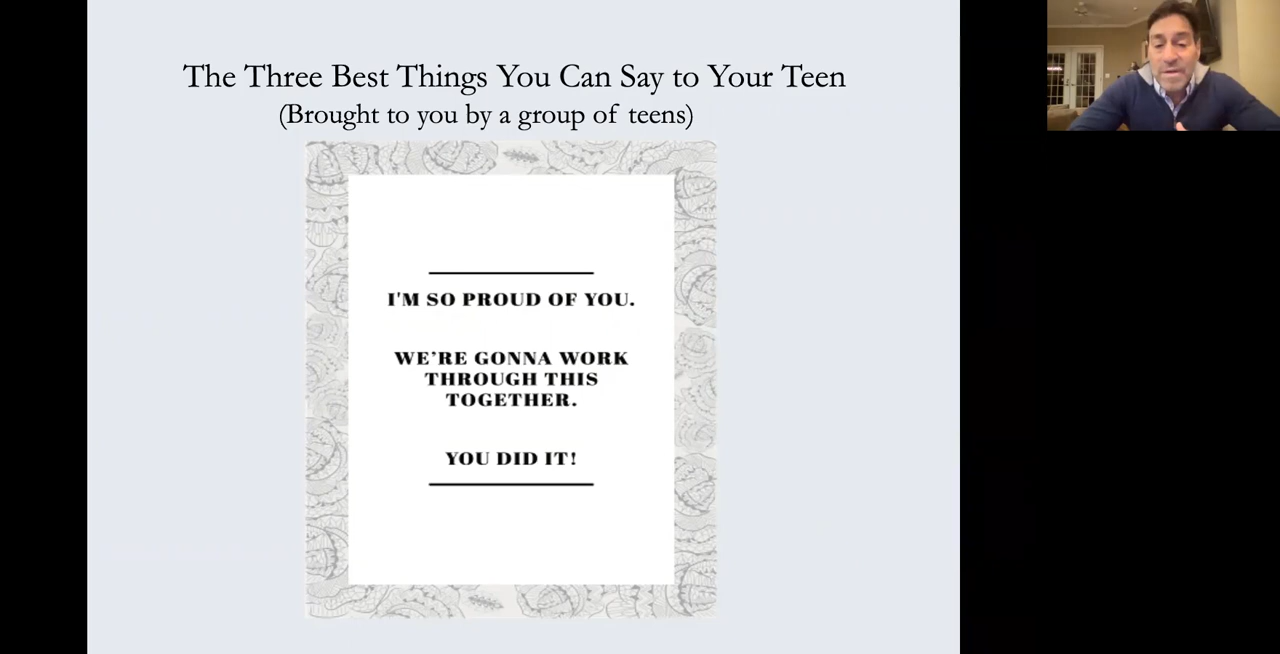 The Three Best Things You Can Say to Your Teen
(Brought to you by a group of teens)
I'M SO PROUD OF YOU.
WE'RE GONNA WORK
THROUGH THIS
TOGETHER.
YOU DID IT!